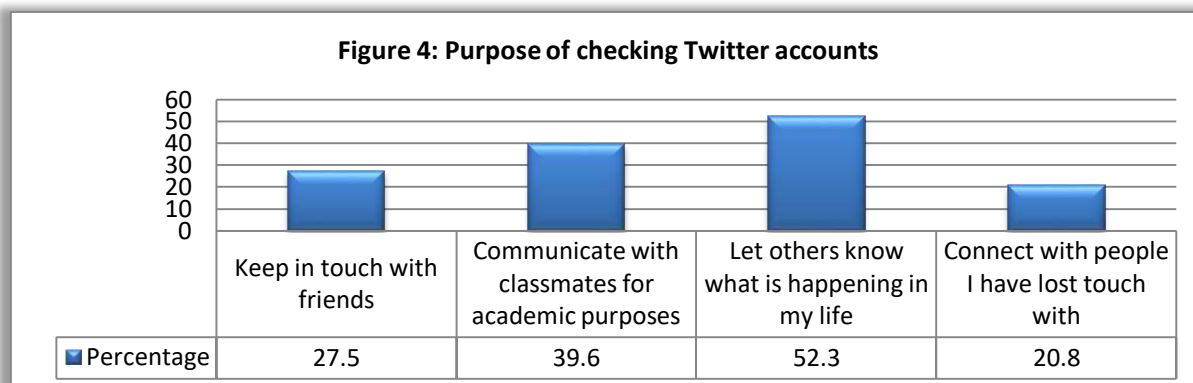 Figure 4: Purpose of checking Twitter accounts
60
50
40
30
20
10
0
Keep in touch with
friends
Communicate with
classmates for
academic purposes
Let others know
what is happening in
my life
Connect with people
I have lost touch
with
Percentage 27.5 39.6 52.3 20.8